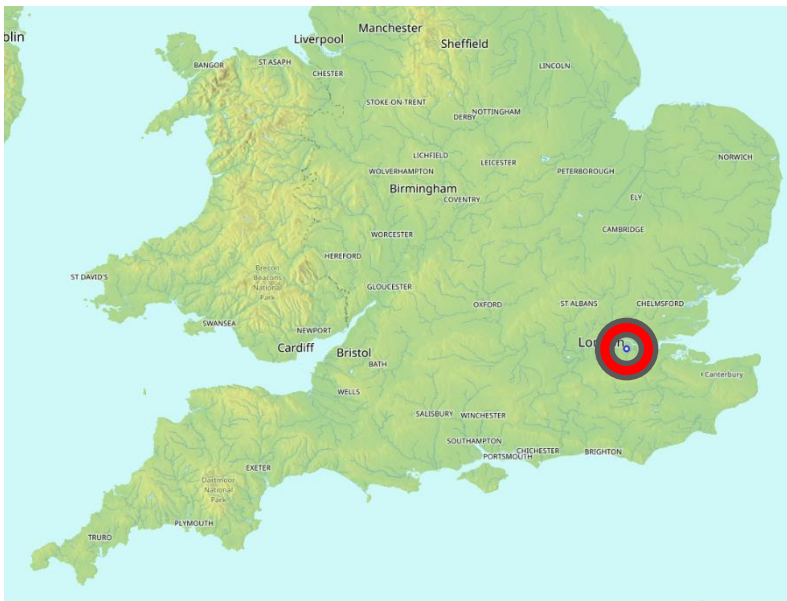 blin
Manchester
Liverpool
Sheffield
BANGOR
ST ASAPH
CHESTER
LINCOLN
STOKE-ON-TRENT
DERBY
NOTTINGHAM
LICHFIELD
LEICESTER
NORWICH
WOLVERHAMPTON
PETERBOROUGH
Birmingham
COVENTRY
ELY
WORCESTER
CAMBRIDGE
HEREFORD
Brecon
Beacons
National
Park
ST DAVID'S
GLOUCESTER
OXFORD
ST ALBANS
CHELMSFORD
SWANSEA
NEWPORT
Cardiff
Bristol
BATH
Lon n
Canterbury
WELLS
SALISBURY
WINCHESTER
SOUTHAMPTON
PORTSMOUTH
CHICHESTER
BRIGHTON
EXETER
Dartmoor
National
Park
PLYMOUTH
TRURO